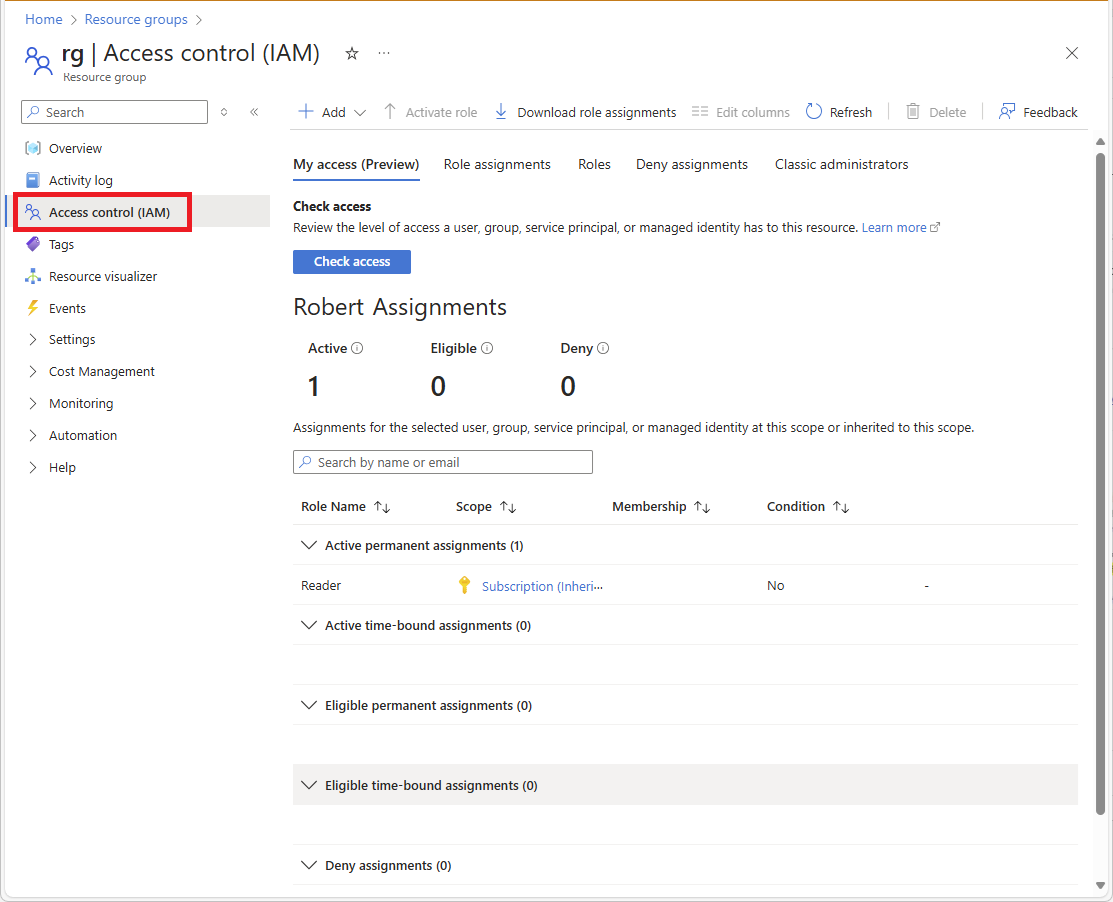 Home > Resource groups >
rg | Access control (IAM) ☆ ...
Resource group
Search
Add Activate role Download role assignments Edit columns Refresh Delete Feedback
Overview
Activity log
Access control (IAM)
Tags
Resource visualizer
Events
Settings
Cost Management
Monitoring
Automation
Help
My access (Preview) Role assignments Roles Deny assignments Classic administrators
Check access
Review the level of access a user, group, service principal, or managed identity has to this resource. Learn more
Check access
Robert Assignments
Active Eligible Deny
1 0 0
Assignments for the selected user, group, service principal, or managed identity at this scope or inherited to this scope.
Search by name or email
Role Name Scope Membership Condition
Active permanent assignments (1)
Reader Subscription (Inheri... No -
Active time-bound assignments (0)
Eligible permanent assignments (0)
Eligible time-bound assignments (0)
Deny assignments (0)